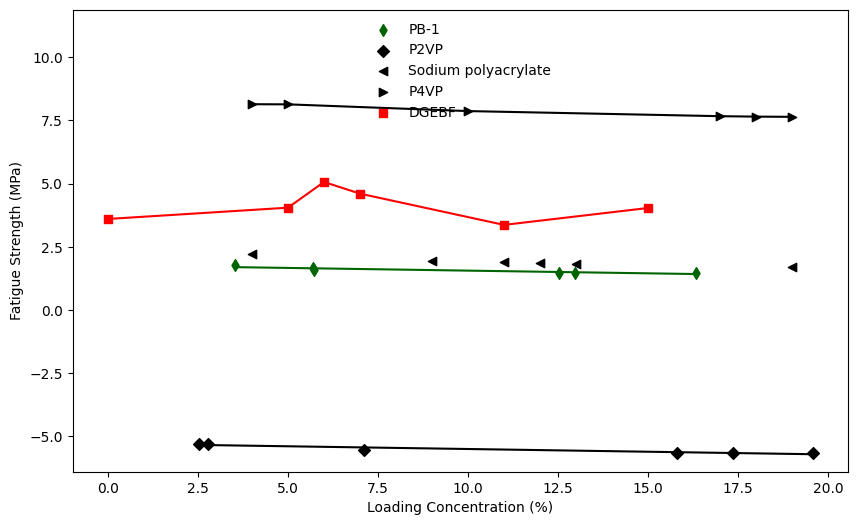 PB-1
P2VP
Sodium polyacrylate
P4VP
DGEBF
10.0
7.5
5.0
2.5
0.0
−2.5
−5.0
Fatigue Strength (MPa)
0.0 2.5 5.0 7.5 10.0 12.5 15.0 17.5 20.0
Loading Concentration (%)